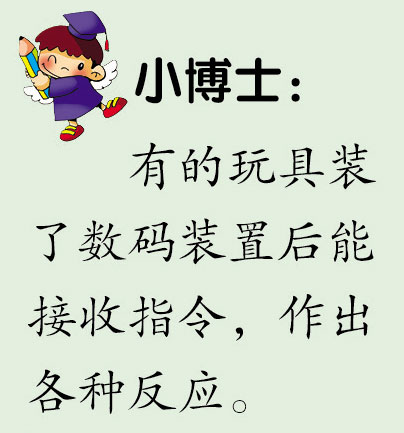 小博士：
有的玩具装
了数码装置后能
接收指令，作出
各种反应。